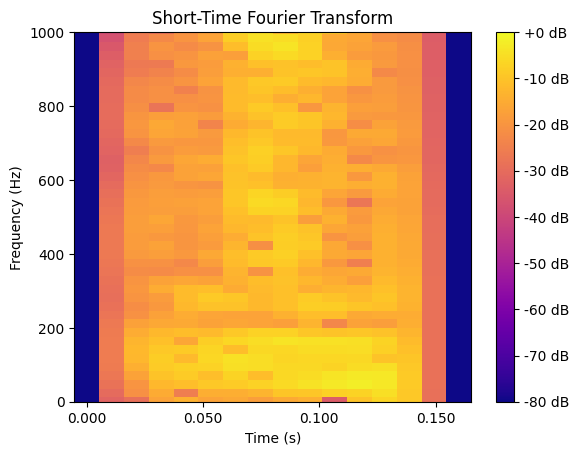 Short-Time Fourier Transform
1000
800
600
400
200
0
Frequency (Hz)
0.000
0.050
0.100
0.150
Time (s)
+0 dB
-10 dB
-20 dB
-30 dB
-40 dB
-50 dB
-60 dB
-70 dB
-80 dB